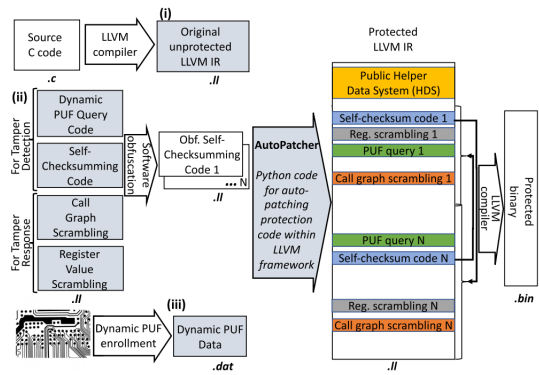 (i)
Source
C code
.c
LLVM
compiler
Original
unprotected
LLVM IR
.ll
(ii)
For Tamper
Detection
Dynamic
PUF Query
Code
Self-
Checksumming
Code
For Tamper
Response
Call
Graph
Scrambling
Register
Value
Scrambling
.ll
Software
obfuscation
Obf. Self-
Checksumming
Code 1
... N
.ll
AutoPatcher
Python code
for auto-
patching
protection
code within
LLVM
framework
(iii)
Dynamic PUF
enrollment
Dynamic PUF
Data
.dat
Protected
LLVM IR
Public Helper
Data System (HDS)
Self-checksum code 1
Reg. scrambling 1
PUF query 1
Call graph scrambling 1
PUF query N
Self-checksum code N
Reg. scrambling N
Call graph scrambling N
.ll
LLVM
compiler
Protected
binary
.bin